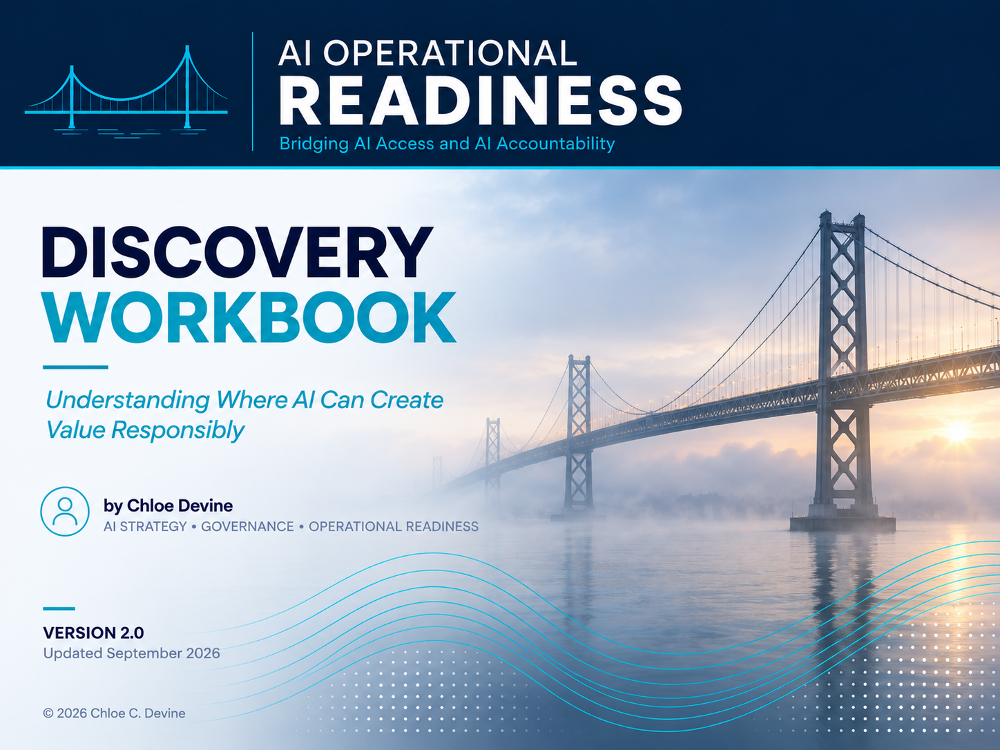 AI OPERATIONAL
READINESS
Bridging AI Access and AI Accountability
DISCOVERY
WORKBOOK
Understanding Where AI Can Create
Value Responsibly
by Chloe Devine
AI STRATEGY • GOVERNANCE • OPERATIONAL READINESS
VERSION 2.0
Updated September 2026
© 2026 Chloe C. Devine